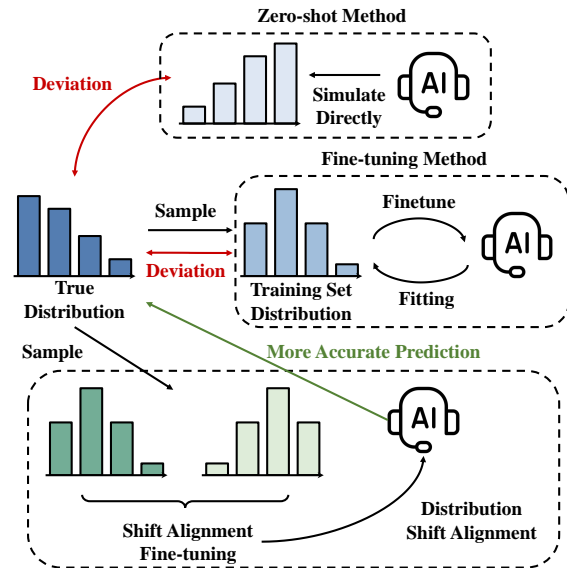 Zero-shot Method
Deviation
AI
Simulate
Directly
Fine-tuning Method
Sample
Finetune
AI
Deviation
True
Distribution
Training Set
Distribution
Fitting
Sample
More Accurate Prediction
AI
Shift Alignment
Fine-tuning
Distribution
Shift Alignment